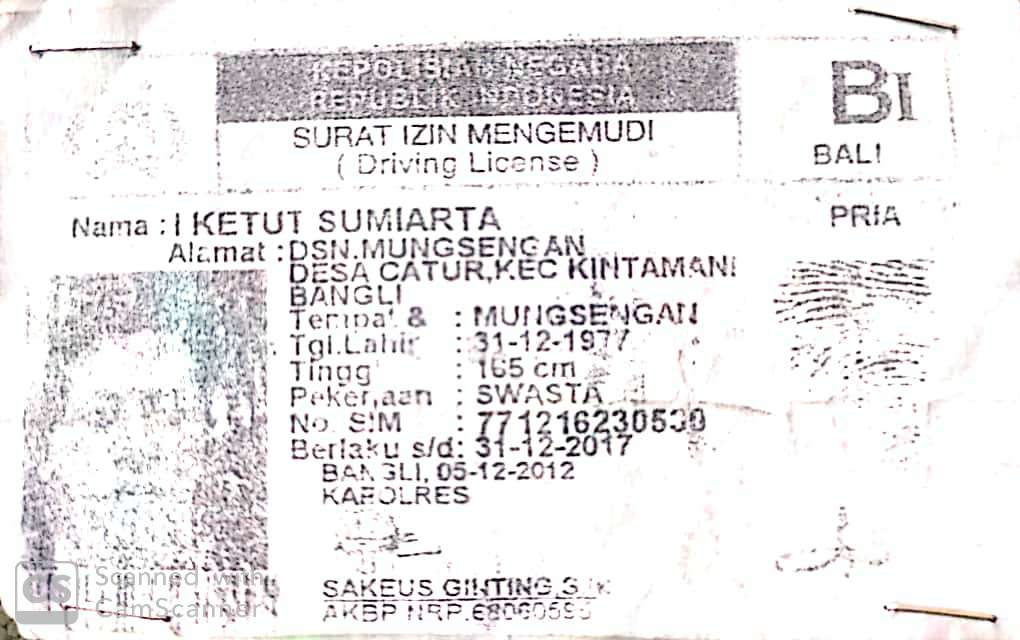 KEPOLISIAN NEGARA
REPUBLIK INDONESIA
SURAT IZIN MENGEMUDI
( Driving License )
BI
BALI
Nama : I KETUT SUMIARTA
PRIA
Alamat : DSN.MUNGSENGAN
DESA CATUR,KEC KINTAMANI
BANGLI
Tempat & : MUNGSENGAN
Tgl.Lahir : 31-12-1977
Tinggi : 165 cm
Pekerjaan : SWASTA
No. SIM : 771216230530
Berlaku s/d: 31-12-2017
BANGLI, 05-12-2012
KAPOLRES
SAKEUS GINTING,S.IK
AKBP NRP.
CS Scanned with
CamScanner